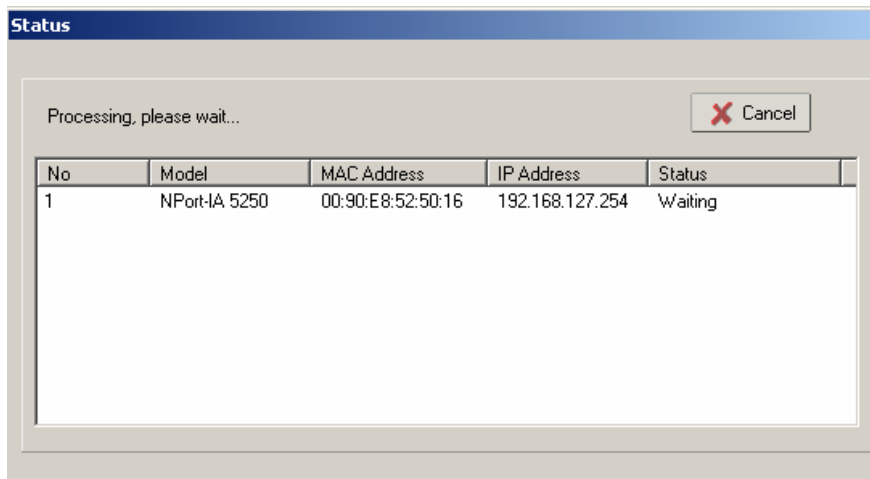 Status
Processing, please wait...
Cancel
No Model MAC Address IP Address Status
1 NPort-IA 5250 00:90:E8:52:50:16 192.168.127.254 Waiting